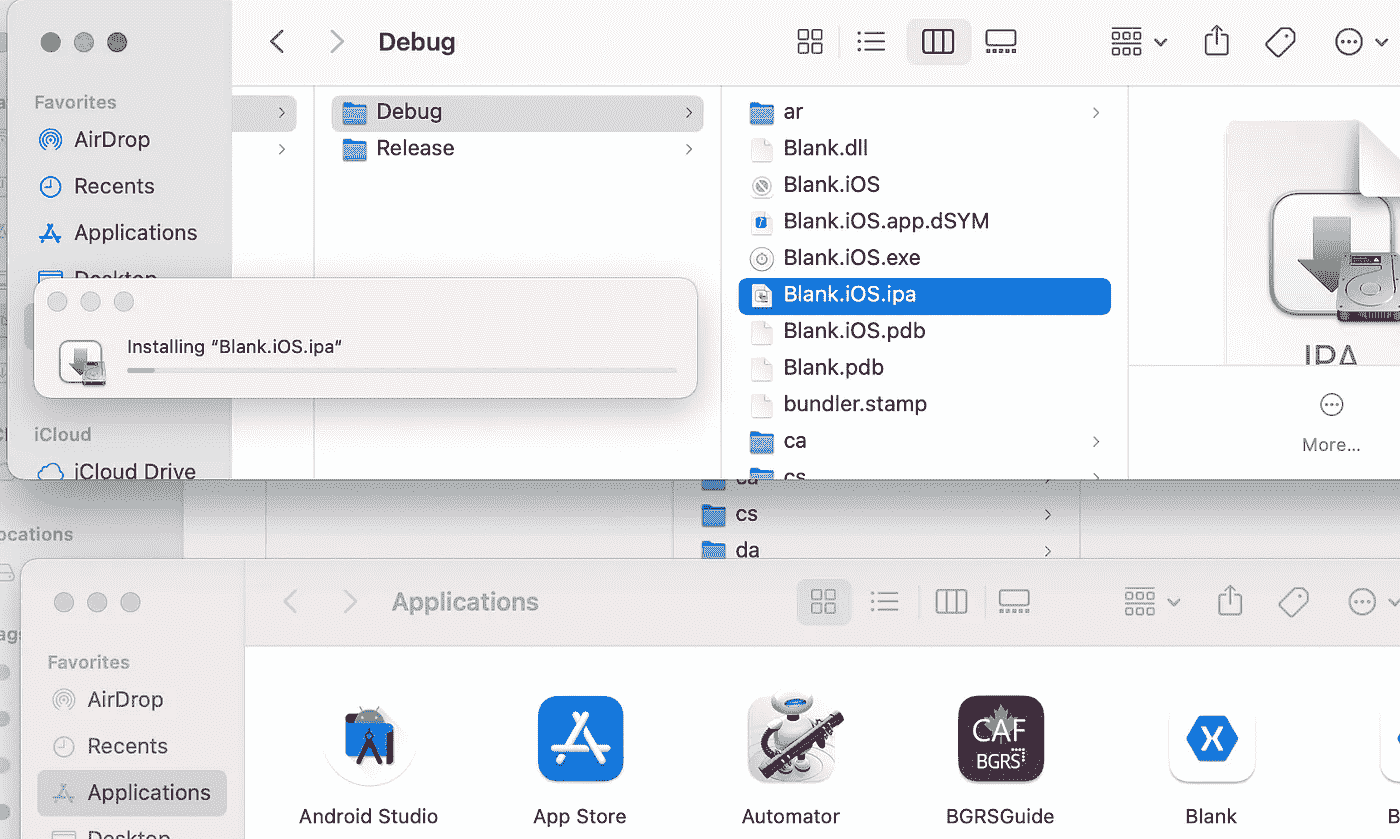 Debug
Favorites
AirDrop
Recents
Applications
Desktop
Installing “Blank.iOS.ipa”
iCloud
iCloud Drive
Debug
Release
ar
Blank.dll
Blank.iOS
Blank.iOS.app.dSYM
Blank.iOS.exe
Blank.iOS.ipa
Blank.iOS.pdb
Blank.pdb
bundler.stamp
ca
cs
IPA
More...
ca
cs
da
ocations
ags
Applications
Favorites
AirDrop
Recents
Applications
Desktop
CAF
BGRS
Android Studio
App Store
Automator
BGRSGuide
Blank
B